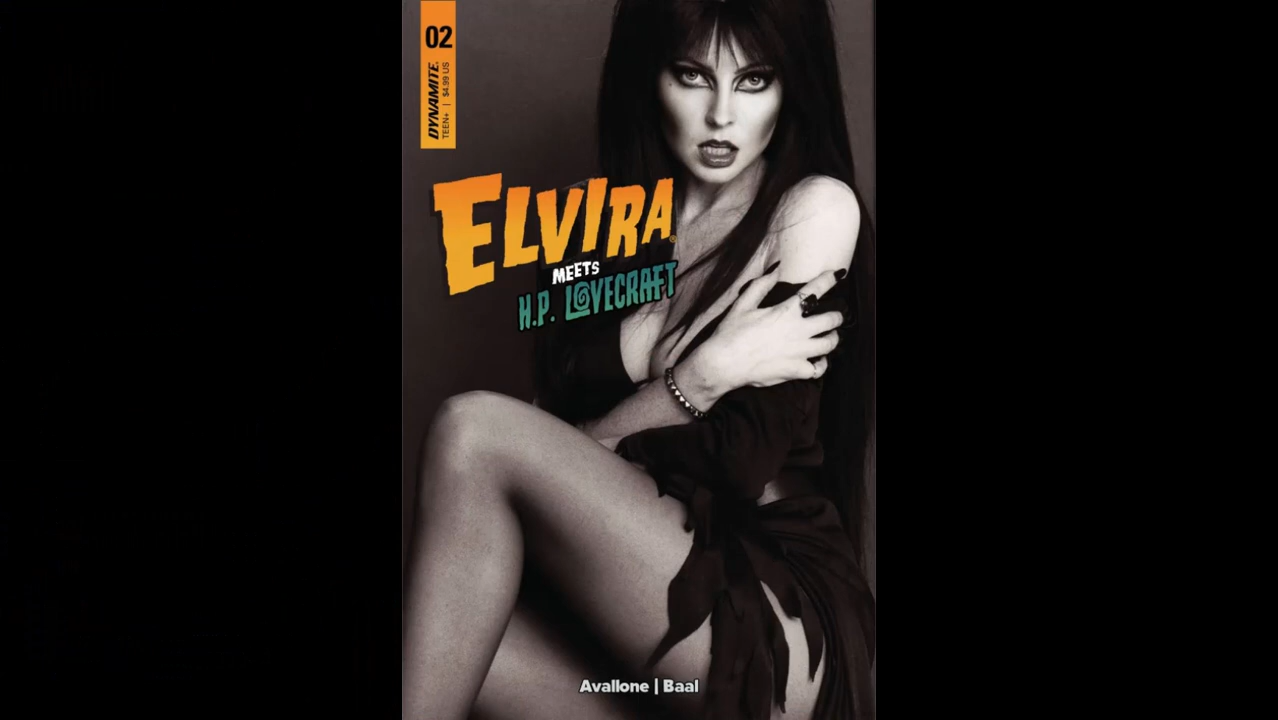 02
DYNAMITE.
TEEN+ | $4.99 US
ELVIRA®
MEETS
H.P. LOVECRAFT
Avallone | Baal